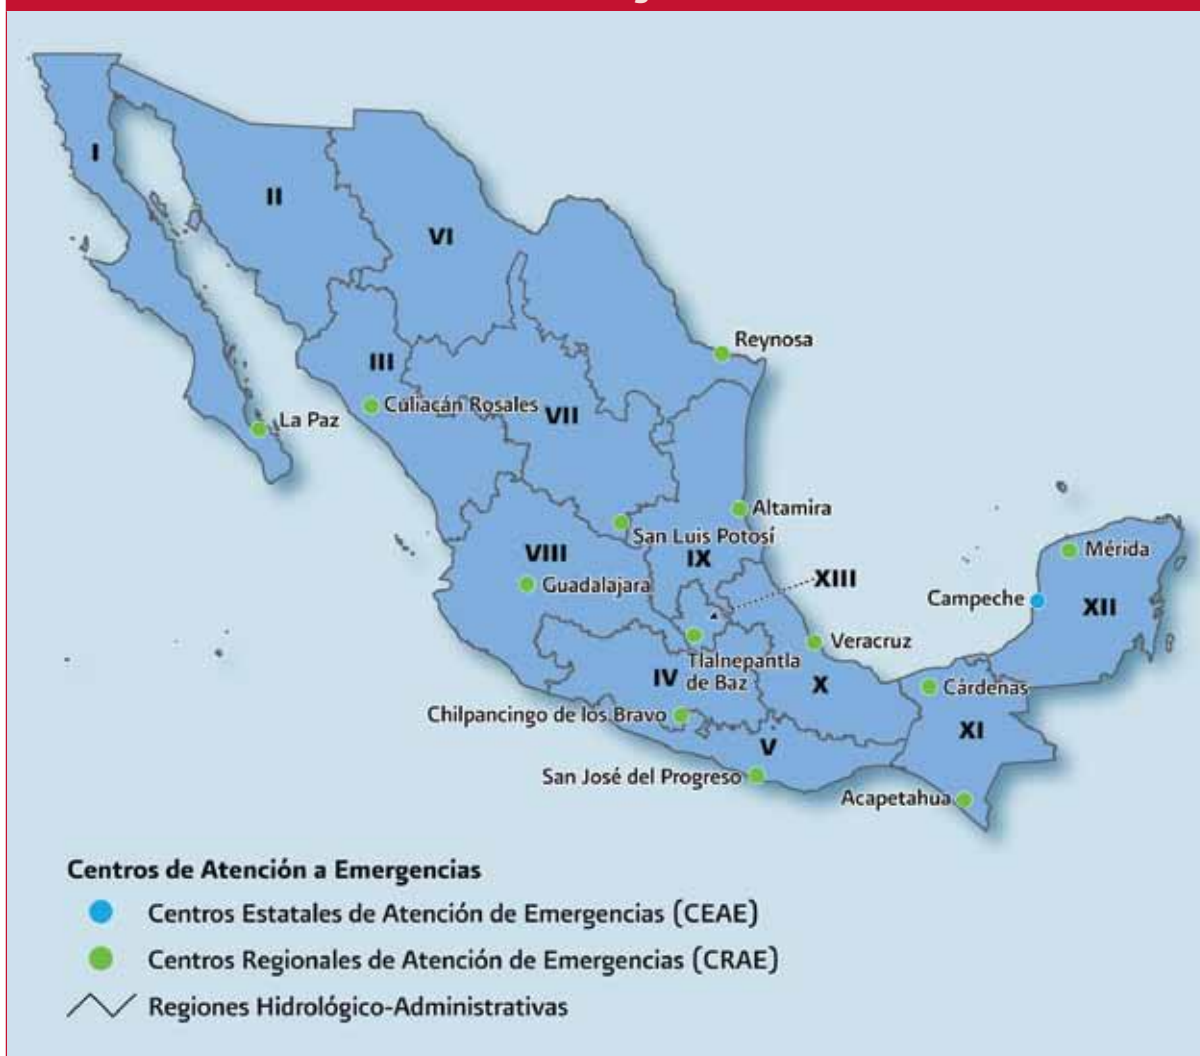 I
II
VI
Reynosa
III
Culiacán Rosales
VII
La Paz
Altamira
San Luis Potosí
VIII
IX
Mérida
XIII
Guadalajara
Campeche
XII
Veracruz
Tlalnepantla
de Baz
IV
X
Cárdenas
Chilpancingo de los Bravo
XI
V
San José del Progreso
Acapetahua
Centros de Atención a Emergencias
Centros Estatales de Atención de Emergencias (CEAE)
Centros Regionales de Atención de Emergencias (CRAE)
Regiones Hidrológico-Administrativas